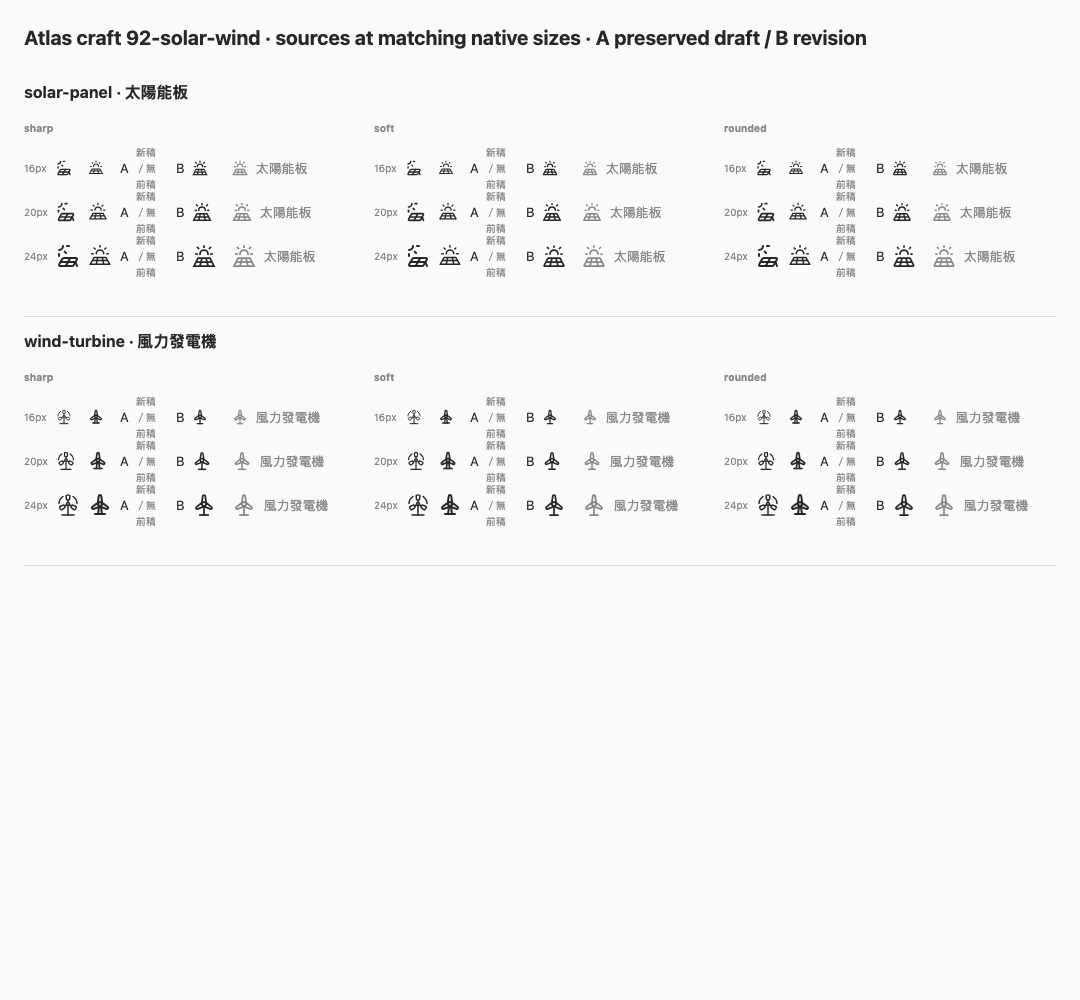 Atlas craft 92-solar-wind · sources at matching native sizes · A preserved draft / B revision
solar-panel · 太陽能板
sharp
soft
rounded
16px A 新稿 / 無前稿 B 太陽能板
16px A 新稿 / 無前稿 B 太陽能板
16px A 新稿 / 無前稿 B 太陽能板
20px A 新稿 / 無前稿 B 太陽能板
20px A 新稿 / 無前稿 B 太陽能板
20px A 新稿 / 無前稿 B 太陽能板
24px A 新稿 / 無前稿 B 太陽能板
24px A 新稿 / 無前稿 B 太陽能板
24px A 新稿 / 無前稿 B 太陽能板
wind-turbine · 風力發電機
sharp
soft
rounded
16px A 新稿 / 無前稿 B 風力發電機
16px A 新稿 / 無前稿 B 風力發電機
16px A 新稿 / 無前稿 B 風力發電機
20px A 新稿 / 無前稿 B 風力發電機
20px A 新稿 / 無前稿 B 風力發電機
20px A 新稿 / 無前稿 B 風力發電機
24px A 新稿 / 無前稿 B 風力發電機
24px A 新稿 / 無前稿 B 風力發電機
24px A 新稿 / 無前稿 B 風力發電機